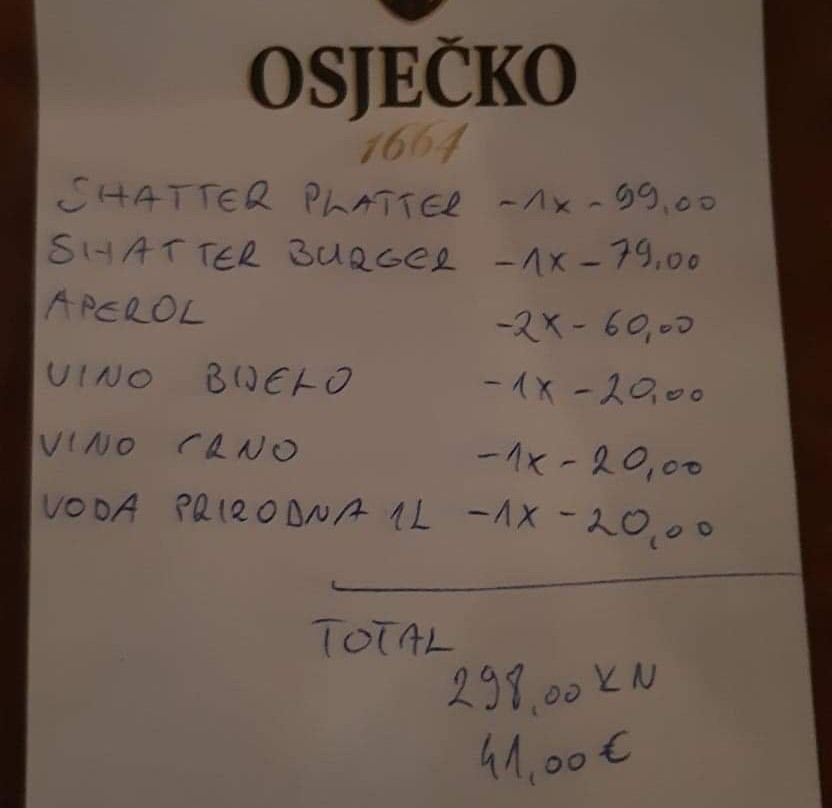 OSJEČKO
1664
SHATTER PLATTER -1x - 99,00
SHATTER BURGER -1x - 79,00
APEROL -2x - 60,00
VINO BIJELO -1x - 20,00
VINO CRNO -1x - 20,00
VODA PRIRODNA 1L -1x - 20,00
TOTAL
298,00 KN
41,00 €